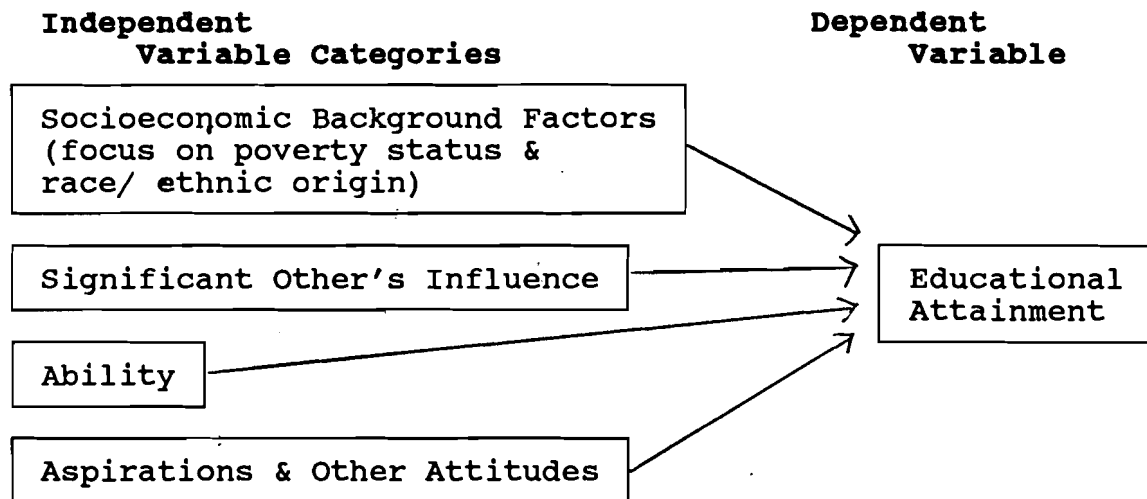 Independent
Variable Categories
Dependent
Variable
Socioeconomic Background Factors
(focus on poverty status &
race/ ethnic origin)
Significant Other's Influence
Ability
Aspirations & Other Attitudes
Educational
Attainment